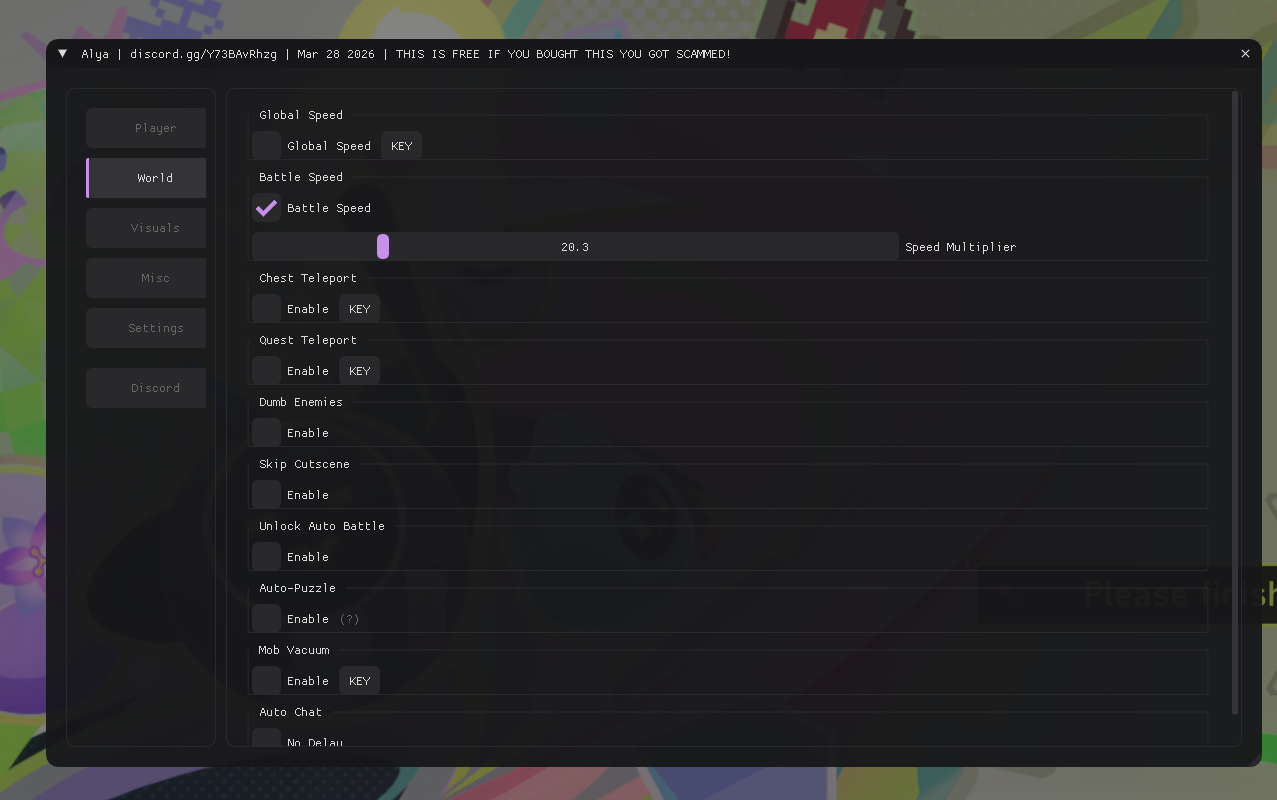 ▼ Alya | discord.gg/Y73BAvRhzg | Mar 28 2026 | THIS IS FREE IF YOU BOUGHT THIS YOU GOT SCAMMED! ✕
Player
World
Visuals
Misc
Settings
Discord
Global Speed
Global Speed KEY
Battle Speed
Battle Speed
20.3 Speed Multiplier
Chest Teleport
Enable KEY
Quest Teleport
Enable KEY
Dumb Enemies
Enable
Skip Cutscene
Enable
Unlock Auto Battle
Enable
Auto-Puzzle
Enable (?)
Please finish
Mob Vacuum
Enable KEY
Auto Chat
No Delay